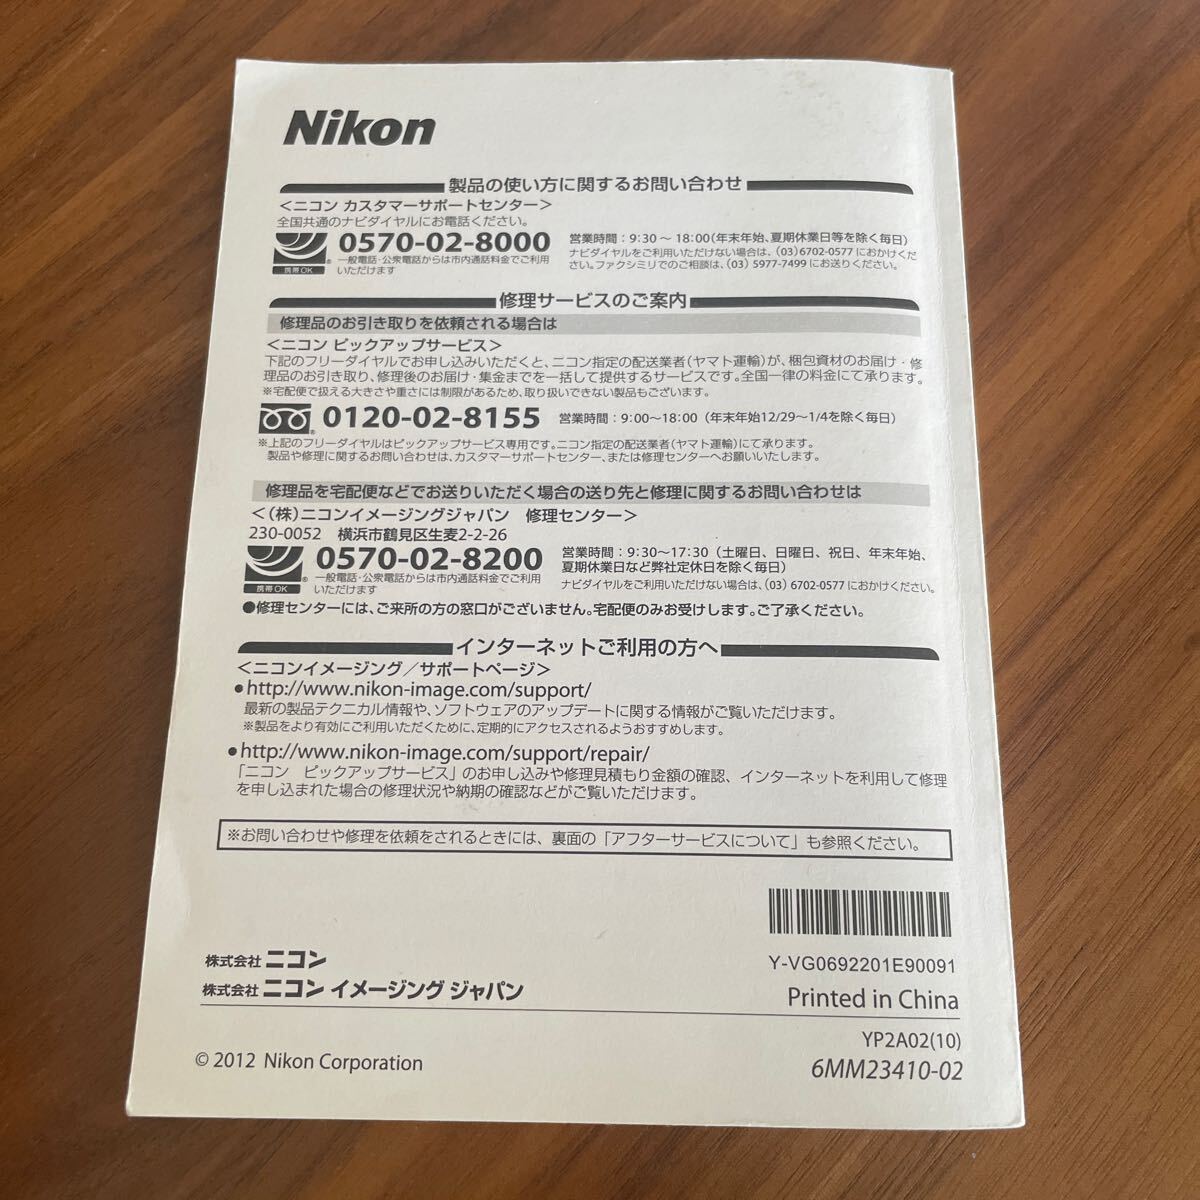 Nikon
製品の使い方に関するお問い合わせ
<ニコン カスタマーサポートセンター>
全国共通のナビダイヤルにお電話ください。
0570-02-8000
携帯OK
一般電話・公衆電話からは市内通話料金でご利用
いただけます
営業時間:9:30～18:00(年末年始、夏期休業日等を除く毎日)
ナビダイヤルをご利用いただけない場合は、(03)6702-0577におかけくだ
さい。ファクシミリでのご相談は、(03) 5977-7499にお送りください。
修理サービスのご案内
修理品のお引き取りを依頼される場合は
<ニコン ピックアップサービス>
下記のフリーダイヤルでお申し込みいただくと、ニコン指定の配送業者(ヤマト運輸)が、梱包資材のお届け・修
理品のお引き取り、修理後のお届け・集金までを一括して提供するサービスです。全国一律の料金にて承ります。
※宅配便で扱える大きさや重さには制限があるため、取り扱いできない製品もございます。
0120-02-8155
営業時間:9:00～18:00(年末年始12/29～1/4を除く毎日)
※上記のフリーダイヤルはピックアップサービス専用です。ニコン指定の配送業者(ヤマト運輸)にて承ります。
製品や修理に関するお問い合わせは、カスタマーサポートセンター、または修理センターへお願いいたします。
修理品を宅配便などでお送りいただく場合の送り先と修理に関するお問い合わせは
<(株)ニコンイメージングジャパン 修理センター>
230-0052 横浜市鶴見区生麦2-2-26
0570-02-8200
携帯OK
一般電話・公衆電話からは市内通話料金でご利用
いただけます
営業時間:9:30～17:30(土曜日、日曜日、祝日、年末年始、
夏期休業日など弊社定休日を除く毎日)
ナビダイヤルをご利用いただけない場合は、(03) 6702-0577におかけください。
●修理センターには、ご来所の方の窓口がございません。宅配便のみお受けします。ご了承ください。
インターネットご利用の方へ
<ニコンイメージング/サポートページ>
●http://www.nikon-image.com/support/
最新の製品テクニカル情報や、ソフトウェアのアップデートに関する情報がご覧いただけます。
※製品をより有効にご利用いただくために、定期的にアクセスされるようおすすめします。
●http://www.nikon-image.com/support/repair/
「ニコン ピックアップサービス」のお申し込みや修理見積もり金額の確認、インターネットを利用して修理
を申し込まれた場合の修理状況や納期の確認などがご覧いただけます。
※お問い合わせや修理を依頼をされるときには、裏面の「アフターサービスについて」も参照ください。
Y-VG0692201E90091
株式会社 ニコン
株式会社 ニコン イメージング ジャパン
Printed in China
YP2A02(10)
6MM23410-02
© 2012 Nikon Corporation